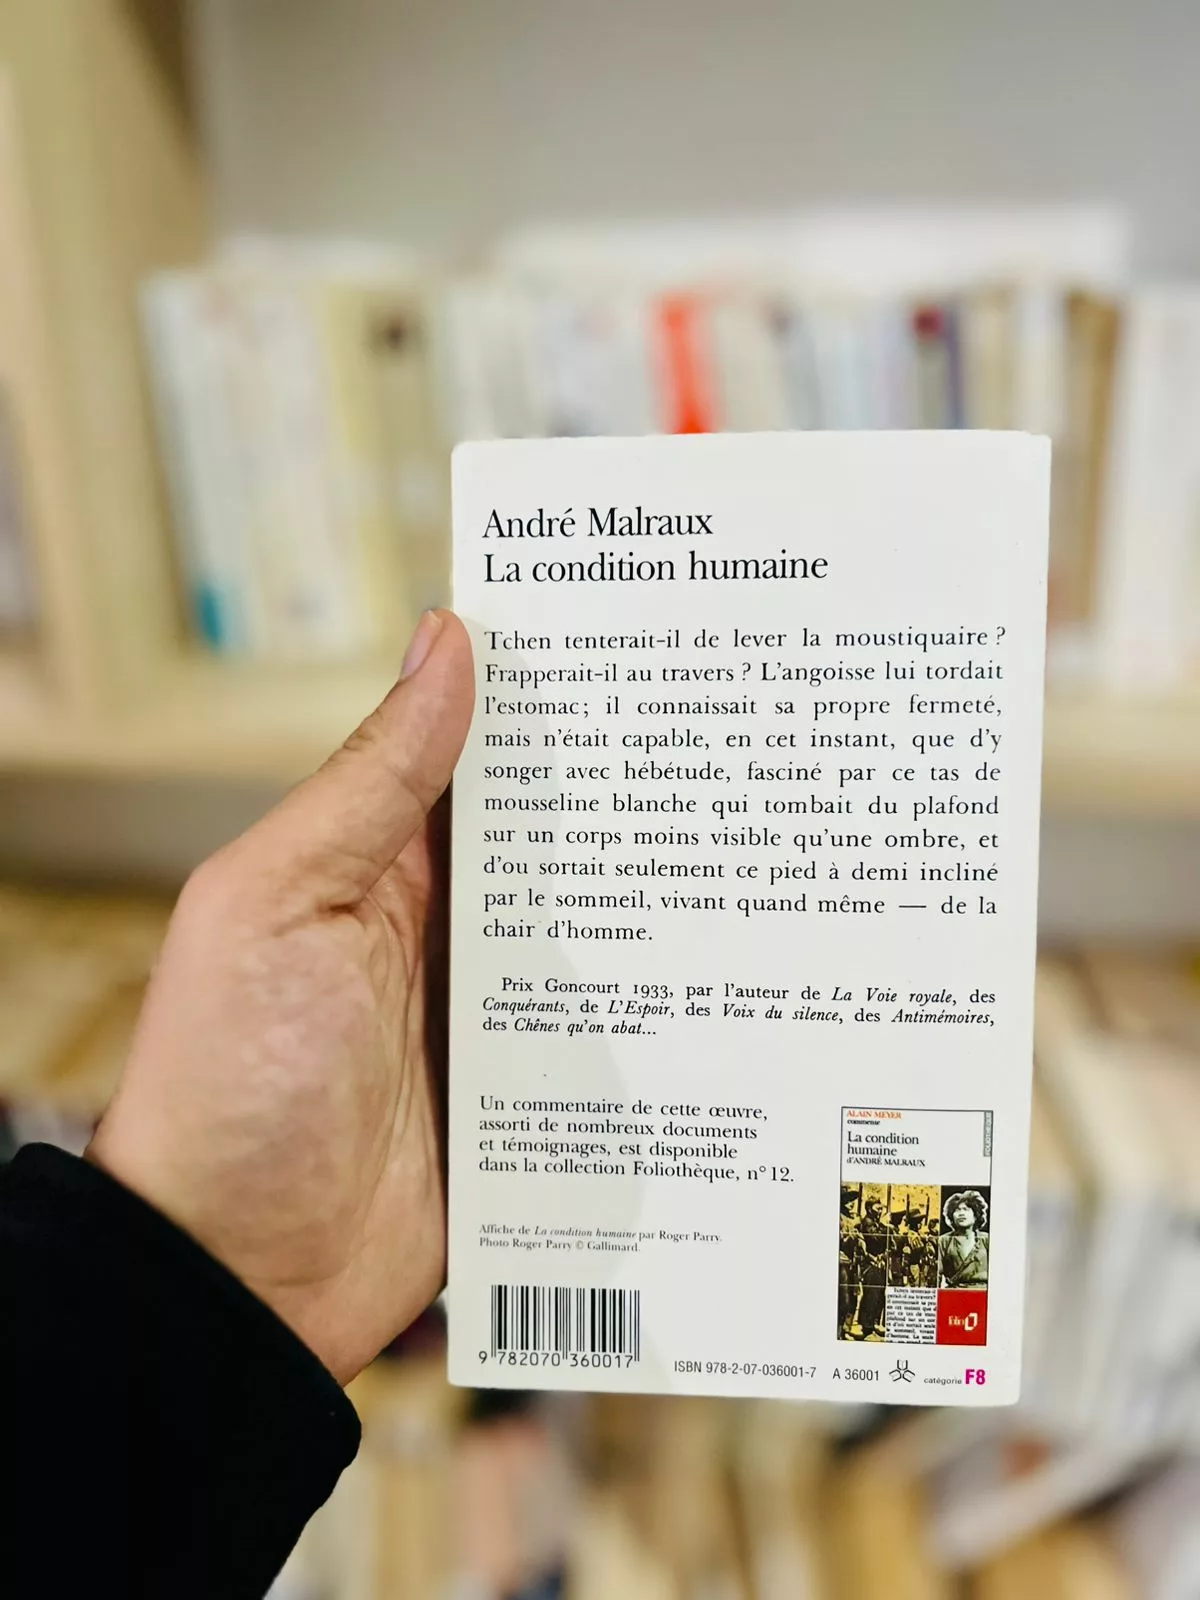 André Malraux
La condition humaine
Tchen tenterait-il de lever la moustiquaire ?
Frapperait-il au travers ? L'angoisse lui tordait
l'estomac ; il connaissait sa propre fermeté,
mais n'était capable, en cet instant, que d'y
songer avec hébétude, fasciné par ce tas de
mousseline blanche qui tombait du plafond
sur un corps moins visible qu'une ombre, et
d'ou sortait seulement ce pied à demi incliné
par le sommeil, vivant quand même — de la
chair d'homme.
Prix Goncourt 1933, par l'auteur de La Voie royale, des
Conquérants, de L'Espoir, des Voix du silence, des Antimémoires,
des Chênes qu'on abat...
Un commentaire de cette œuvre,
assorti de nombreux documents
et témoignages, est disponible
dans la collection Foliothèque, n° 12.
ALAIN MEYER
commente
La condition
humaine
d'ANDRÉ MALRAUX
folio
Affiche de La condition humaine par Roger Parry.
Photo Roger Parry © Gallimard.
9 782070 360017
ISBN 978-2-07-036001-7 A 36001 catégorie F8